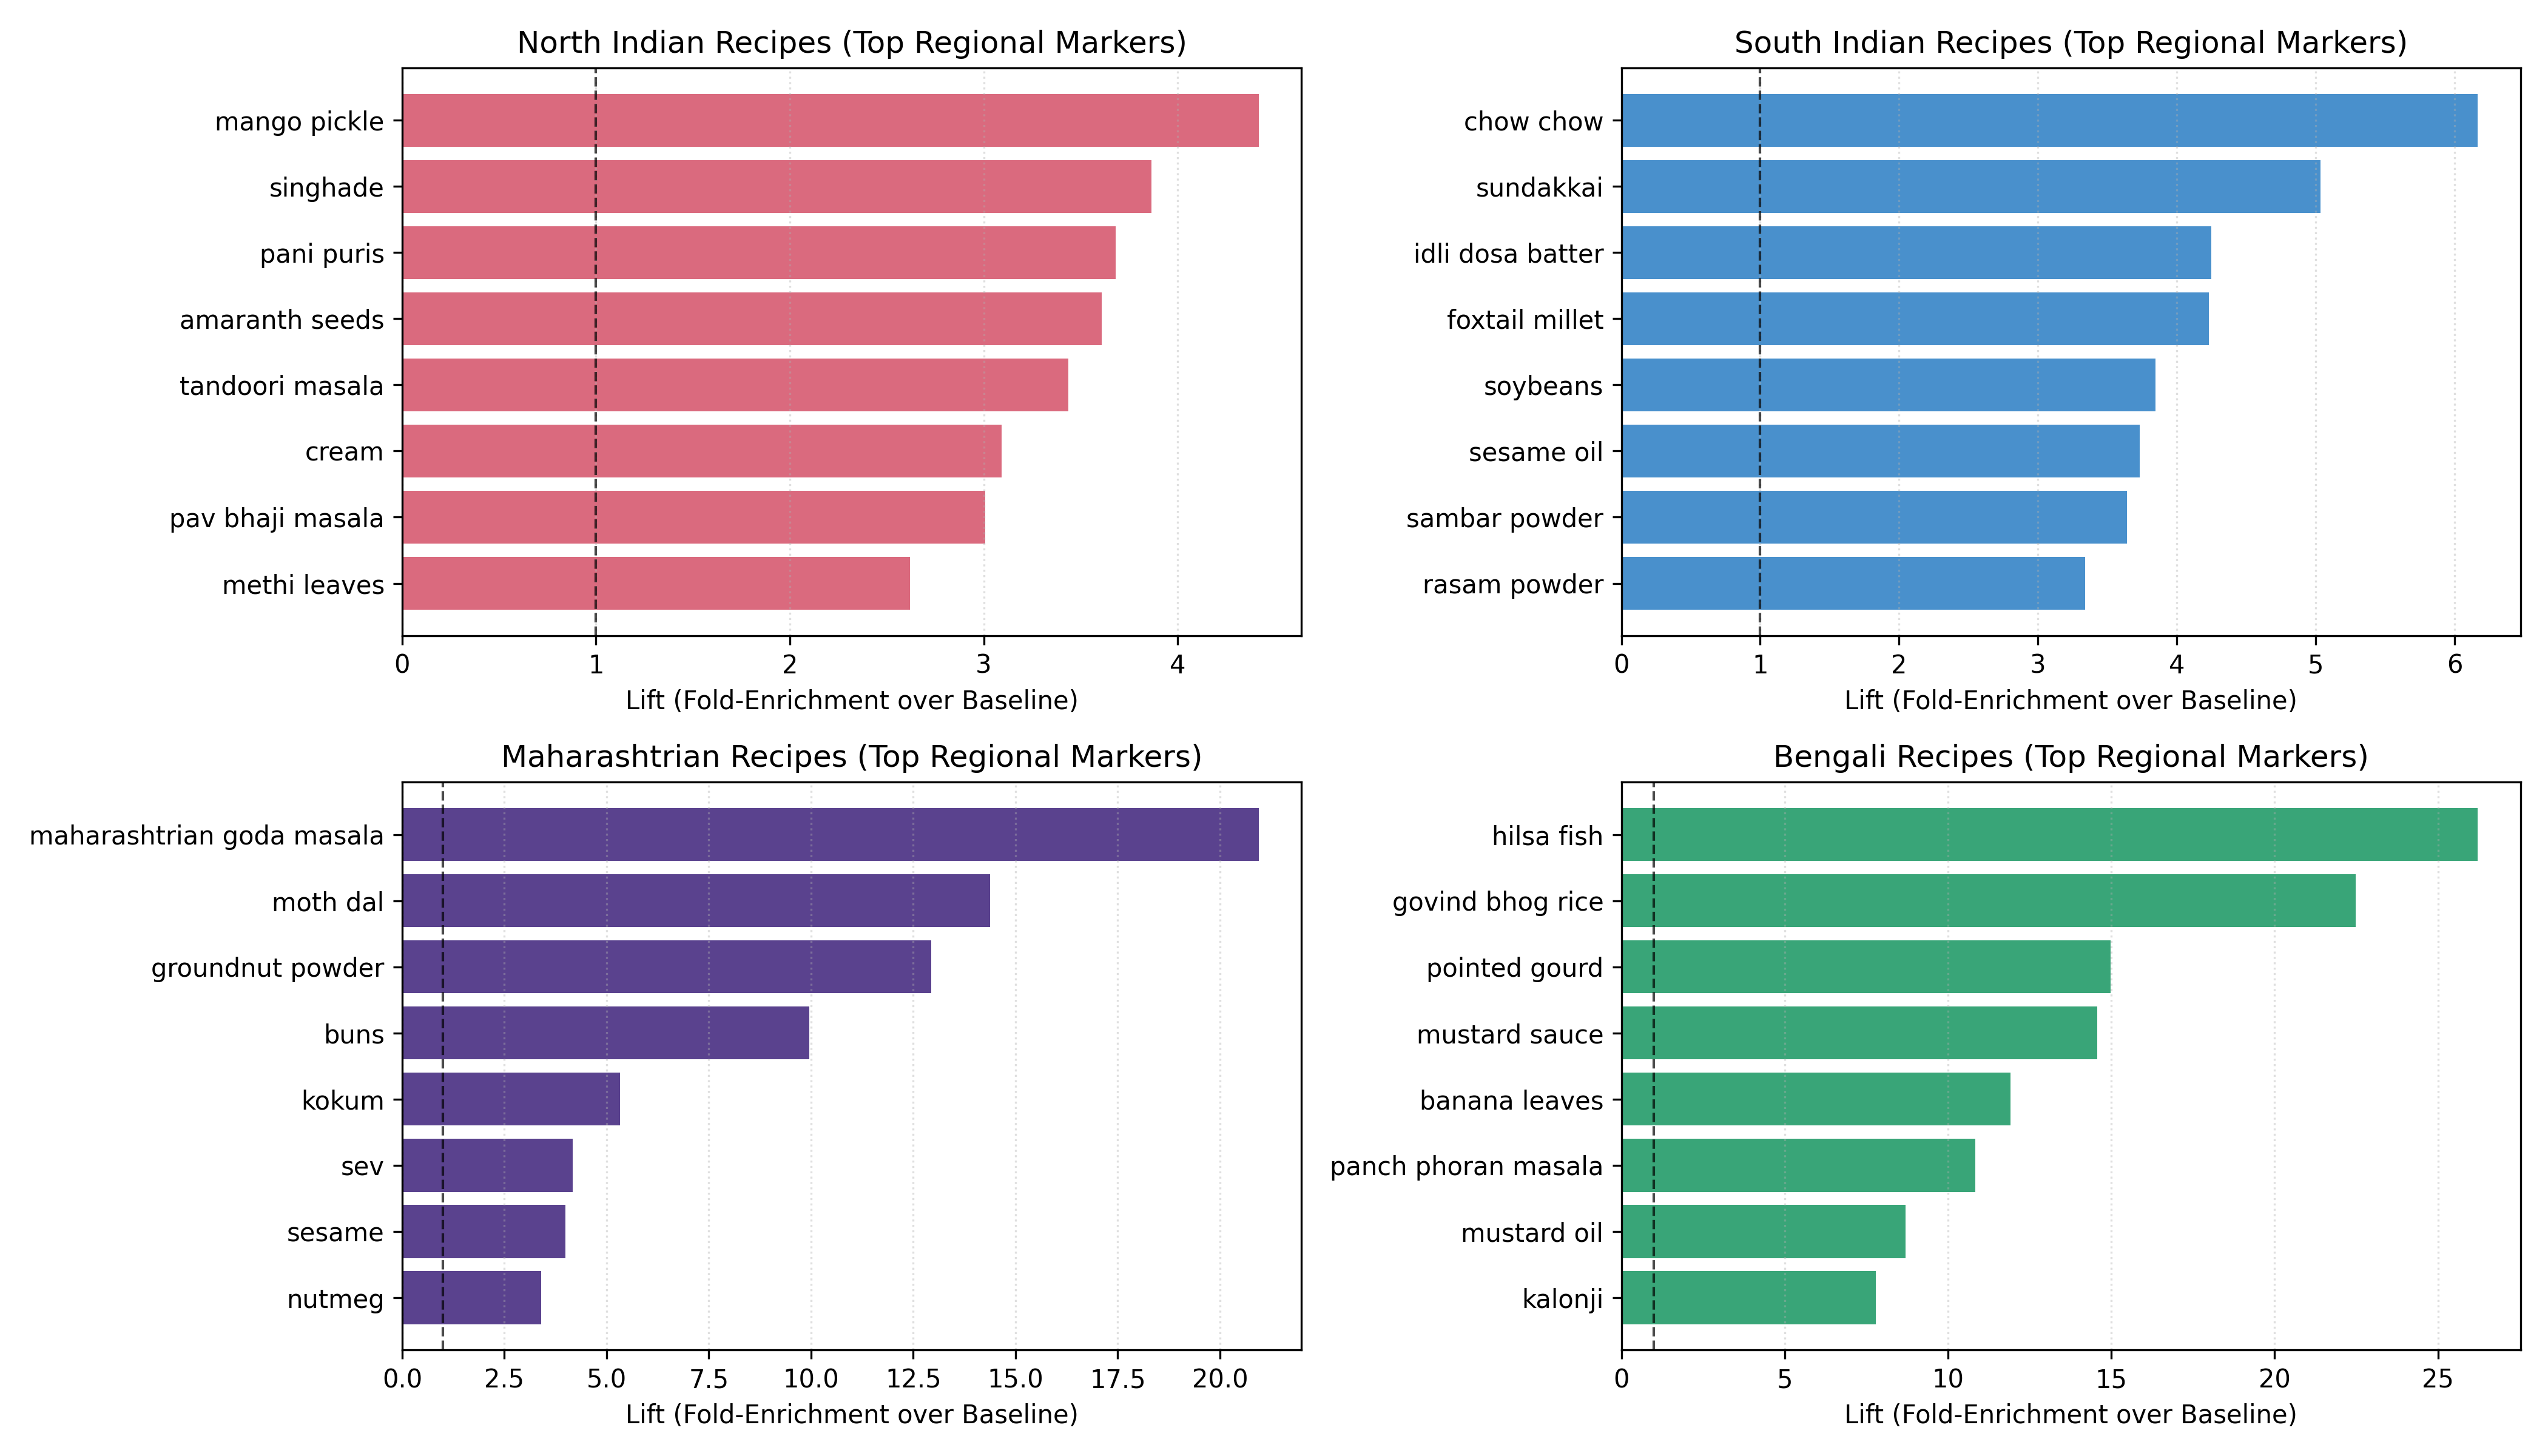 North Indian Recipes (Top Regional Markers)
mango pickle
singhade
pani puris
amaranth seeds
tandoori masala
cream
pav bhaji masala
methi leaves
0 1 2 3 4
Lift (Fold-Enrichment over Baseline)
South Indian Recipes (Top Regional Markers)
chow chow
sundakkai
idli dosa batter
foxtail millet
soybeans
sesame oil
sambar powder
rasam powder
0 1 2 3 4 5 6
Lift (Fold-Enrichment over Baseline)
Maharashtrian Recipes (Top Regional Markers)
maharashtrian goda masala
moth dal
groundnut powder
buns
kokum
sev
sesame
nutmeg
0.0 2.5 5.0 7.5 10.0 12.5 15.0 17.5 20.0
Lift (Fold-Enrichment over Baseline)
Bengali Recipes (Top Regional Markers)
hilsa fish
govind bhog rice
pointed gourd
mustard sauce
banana leaves
panch phoran masala
mustard oil
kalonji
0 5 10 15 20 25
Lift (Fold-Enrichment over Baseline)